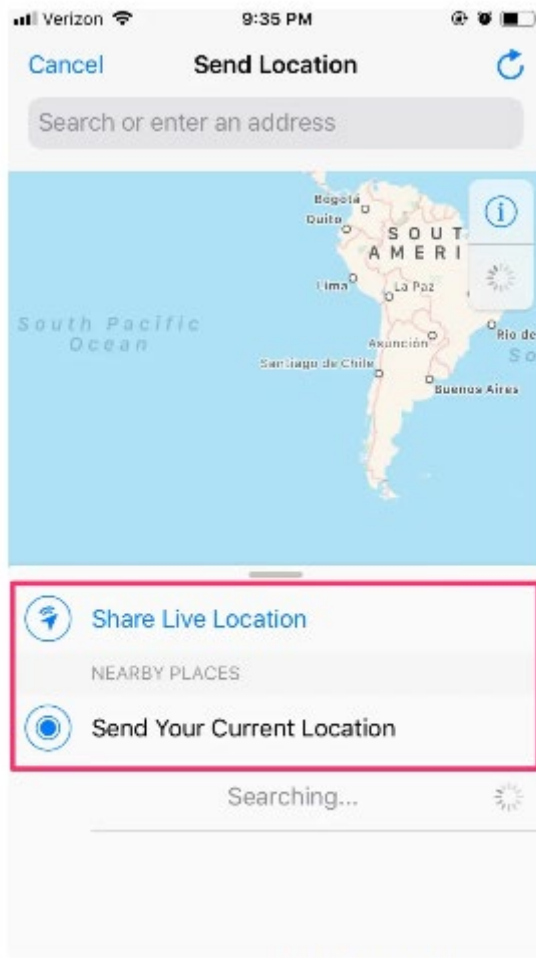 Verizon 9:35 PM
Cancel Send Location
Search or enter an address
Bogotá
Quito
SOUT
AMERI
Lima
La Paz
South Pacific
Ocean
Rio de
Asunción
So
Santiago de Chile
Buenos Aires
Share Live Location
NEARBY PLACES
Send Your Current Location
Searching...